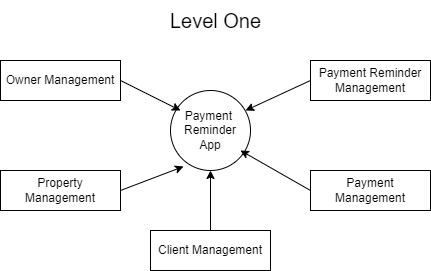 Level One
Owner Management
Payment Reminder
Management
Payment
Reminder
App
Property
Management
Payment
Management
Client Management